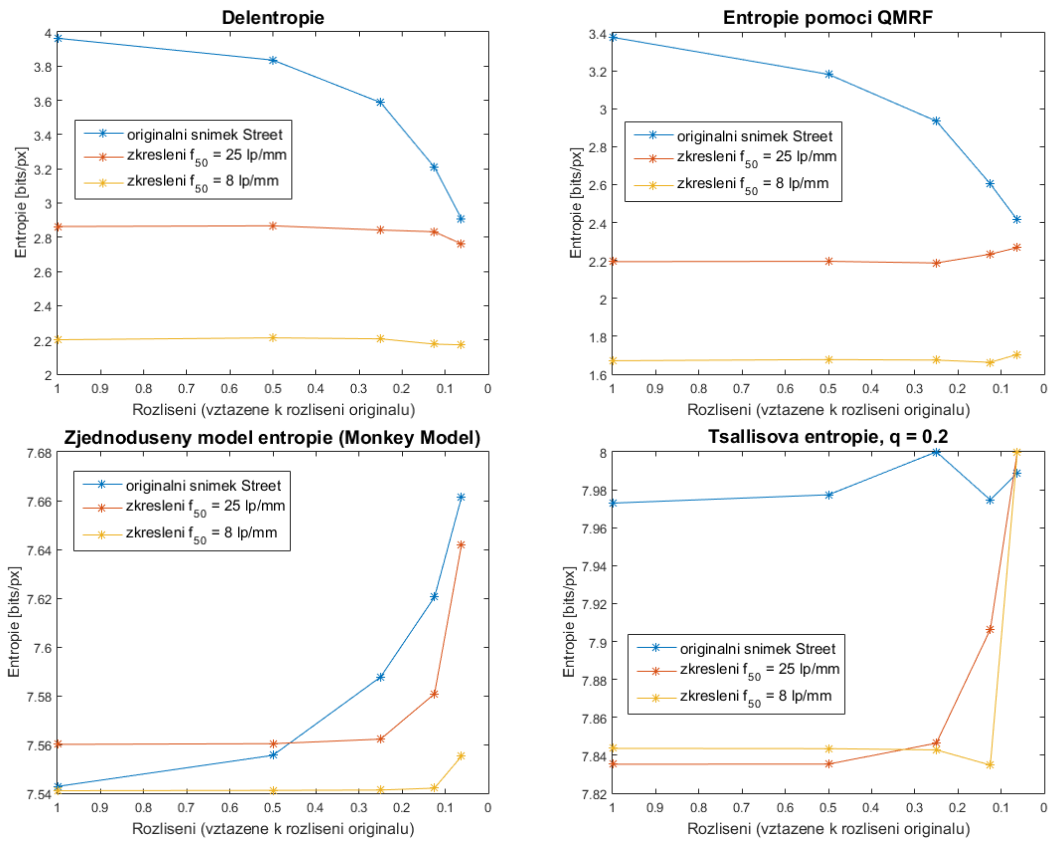 Delentropie
4
3.8
3.6
3.4
3.2
3
2.8
2.6
2.4
2.2
2
Entropie [bits/px]
originalni snimek Street
zkresleni f50 = 25 lp/mm
zkresleni f50 = 8 lp/mm
1 0.9 0.8 0.7 0.6 0.5 0.4 0.3 0.2 0.1 0
Rozliseni (vztazene k rozliseni originalu)
Entropie pomoci QMRF
3.4
3.2
3
2.8
2.6
2.4
2.2
2
1.8
1.6
Entropie [bits/px]
originalni snimek Street
zkresleni f50 = 25 lp/mm
zkresleni f50 = 8 lp/mm
1 0.9 0.8 0.7 0.6 0.5 0.4 0.3 0.2 0.1 0
Rozliseni (vztazene k rozliseni originalu)
Zjednoduseny model entropie (Monkey Model)
7.68
7.66
7.64
7.62
7.6
7.58
7.56
7.54
Entropie [bits/px]
originalni snimek Street
zkresleni f50 = 25 lp/mm
zkresleni f50 = 8 lp/mm
1 0.9 0.8 0.7 0.6 0.5 0.4 0.3 0.2 0.1 0
Rozliseni (vztazene k rozliseni originalu)
Tsallisova entropie, q = 0.2
8
7.98
7.96
7.94
7.92
7.9
7.88
7.86
7.84
7.82
Entropie [bits/px]
originalni snimek Street
zkresleni f50 = 25 lp/mm
zkresleni f50 = 8 lp/mm
1 0.9 0.8 0.7 0.6 0.5 0.4 0.3 0.2 0.1 0
Rozliseni (vztazene k rozliseni originalu)